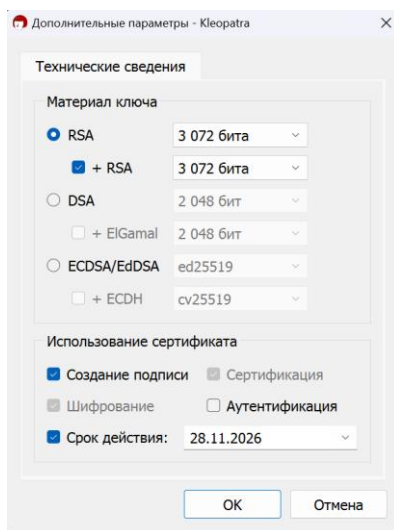 Дополнительные параметры - Kleopatra
Технические сведения
Материал ключа
RSA 3 072 бита
+ RSA 3 072 бита
DSA 2 048 бит
+ ElGamal 2 048 бит
ECDSA/EdDSA ed25519
+ ECDH cv25519
Использование сертификата
Создание подписи Сертификация
Шифрование Аутентификация
Срок действия: 28.11.2026
OK Отмена